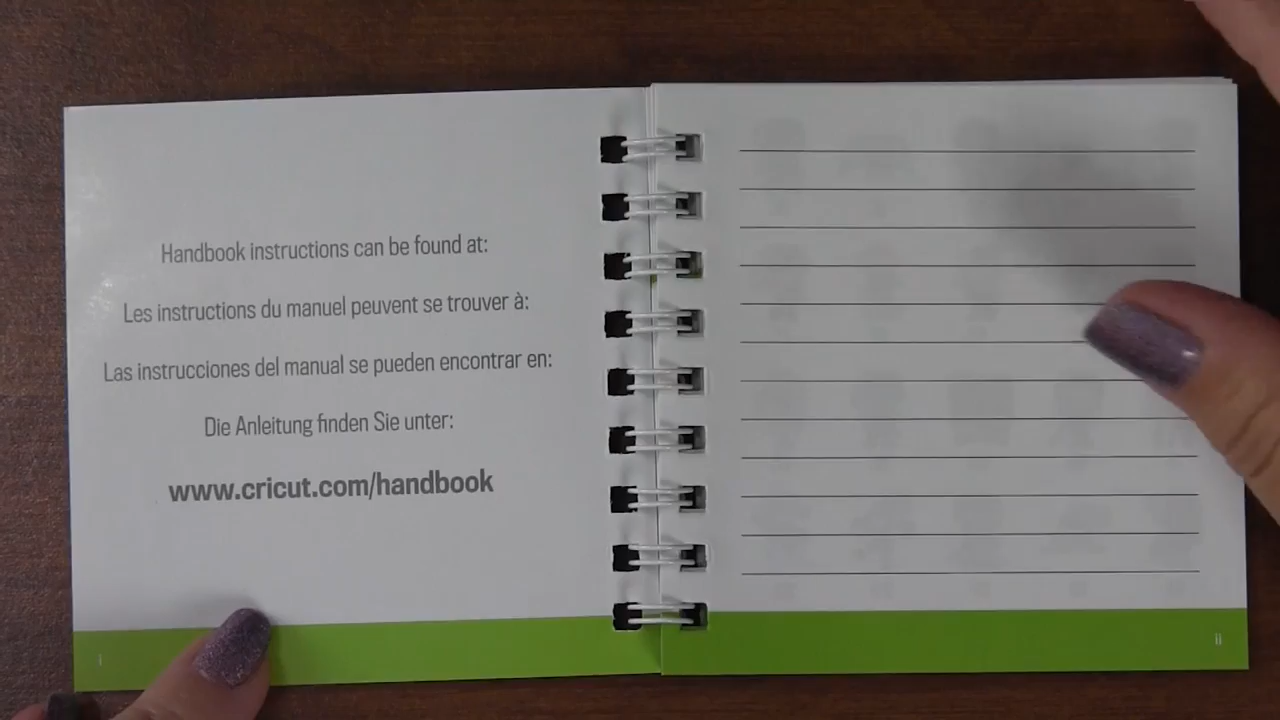 Handbook instructions can be found at:
Les instructions du manuel peuvent se trouver à:
Las instrucciones del manual se pueden encontrar en:
Die Anleitung finden Sie unter:
www.cricut.com/handbook
i
ii